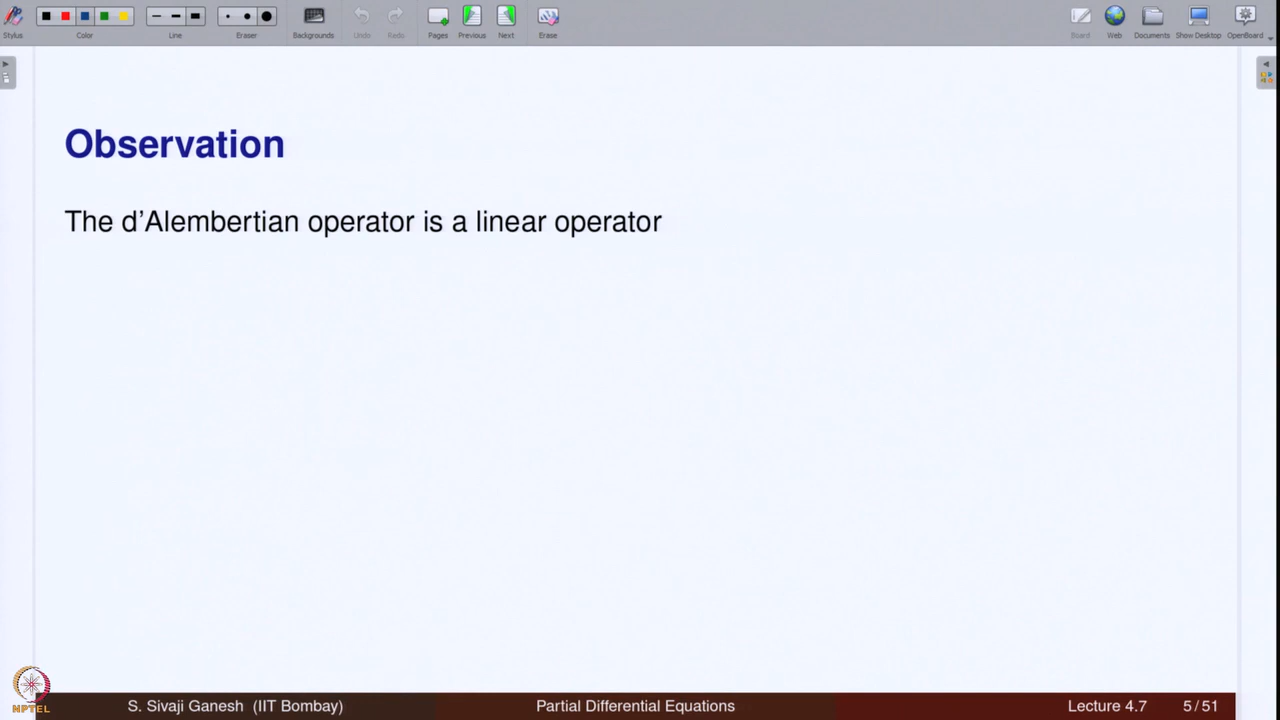 Stylus Color Line Eraser Backgrounds Undo Redo Pages Previous Next Erase Board Web Documents Show Desktop OpenBoard
Observation
The d'Alembertian operator is a linear operator
NPTEL
S. Sivaji Ganesh (IIT Bombay) Partial Differential Equations Lecture 4.7 5 / 51